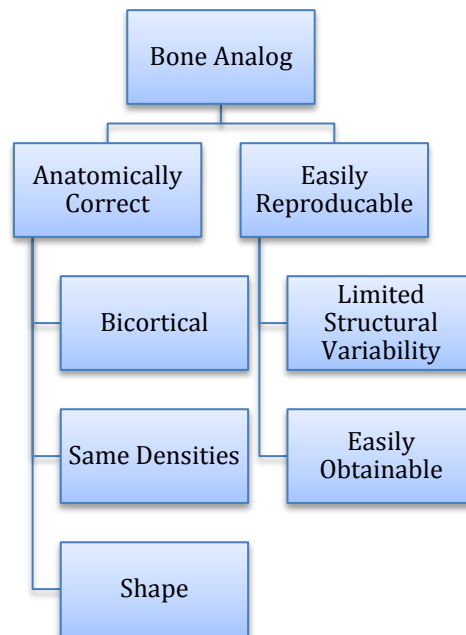 Bone Analog
Anatomically
Correct
Easily
Reproducable
Bicortical
Limited
Structural
Variability
Same Densities
Easily
Obtainable
Shape